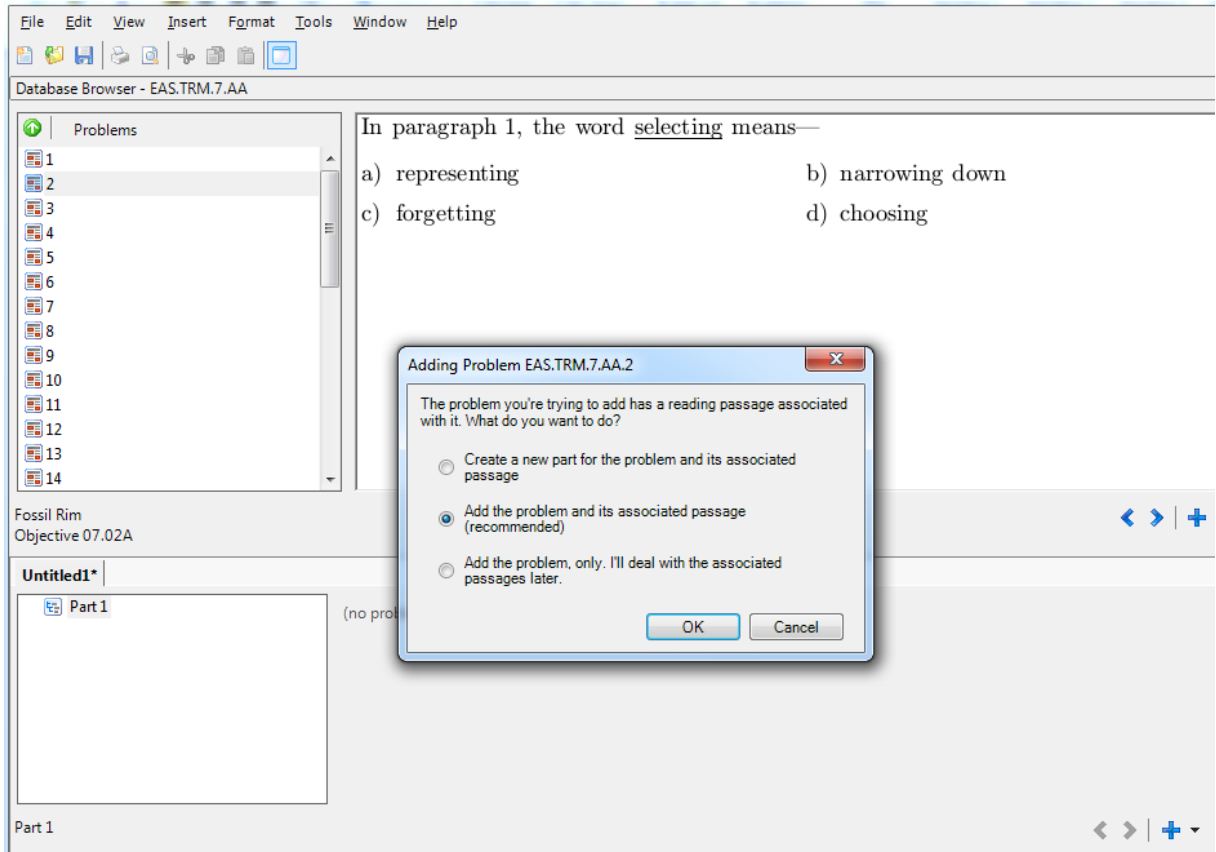 File Edit View Insert Format Tools Window Help
Database Browser - EAS.TRM.7.AA
Problems
1
2
3
4
5
6
7
8
9
10
11
12
13
14
In paragraph 1, the word selecting means—
a) representing b) narrowing down
c) forgetting d) choosing
Fossil Rim
Objective 07.02A
Adding Problem EAS.TRM.7.AA.2
The problem you're trying to add has a reading passage associated
with it. What do you want to do?
Create a new part for the problem and its associated
passage
Add the problem and its associated passage
(recommended)
Add the problem, only. I'll deal with the associated
passages later.
OK Cancel
Untitled1*
Part 1
(no prob
Part 1